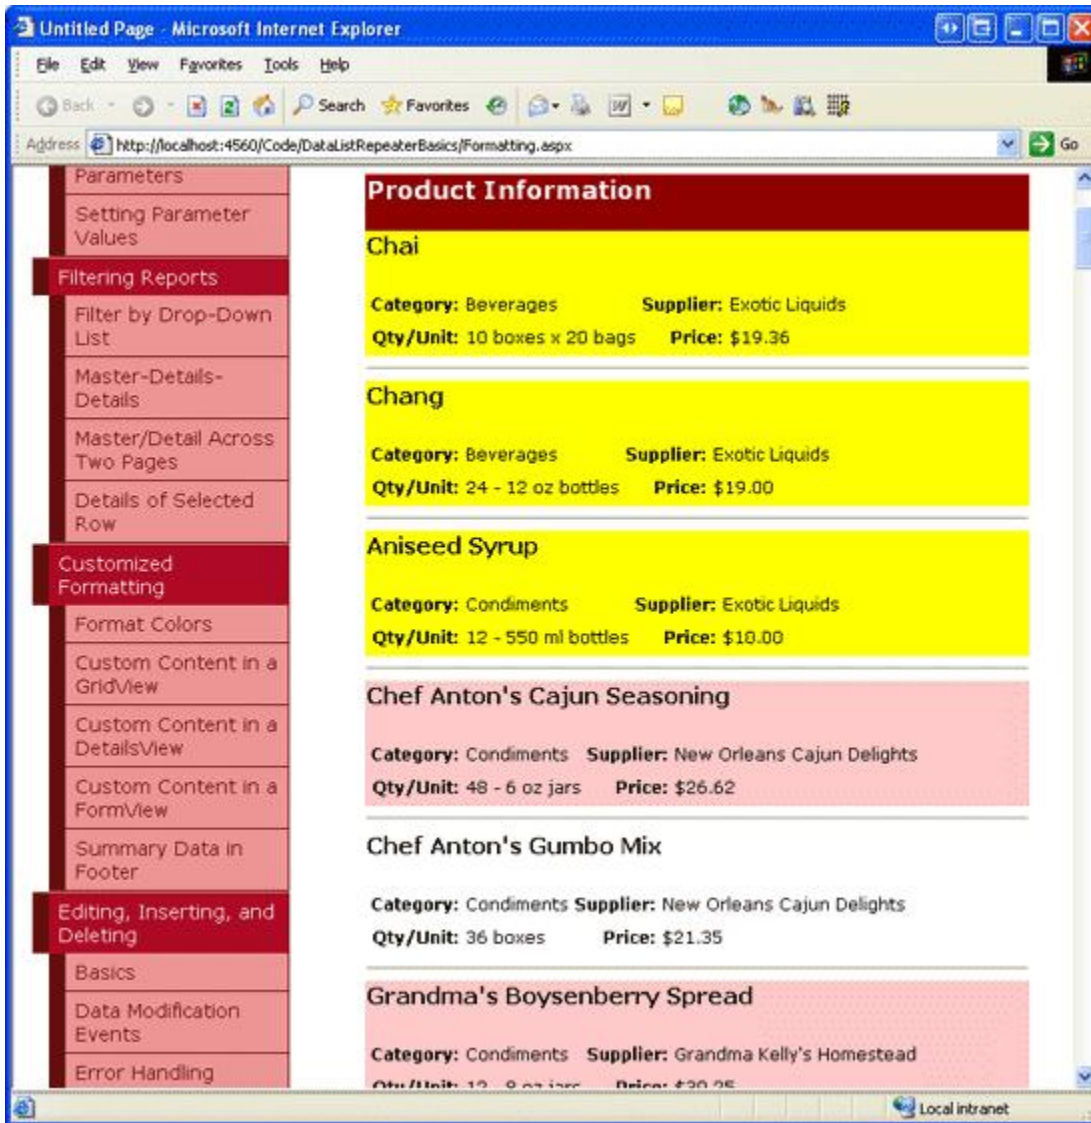 Untitled Page - Microsoft Internet Explorer
File Edit View Favorites Tools Help
Back Search Favorites
Address http://localhost:4560/Code/DataListRepeaterBasics/Formatting.aspx Go
Parameters
Setting Parameter
Values
Filtering Reports
Filter by Drop-Down
List
Master-Details-
Details
Master/Detail Across
Two Pages
Details of Selected
Row
Customized
Formatting
Format Colors
Custom Content in a
GridView
Custom Content in a
DetailsView
Custom Content in a
FormView
Summary Data in
Footer
Editing, Inserting, and
Deleting
Basics
Data Modification
Events
Error Handling
Product Information
Chai
Category: Beverages Supplier: Exotic Liquids
Qty/Unit: 10 boxes x 20 bags Price: $19.36
Chang
Category: Beverages Supplier: Exotic Liquids
Qty/Unit: 24 - 12 oz bottles Price: $19.00
Aniseed Syrup
Category: Condiments Supplier: Exotic Liquids
Qty/Unit: 12 - 550 ml bottles Price: $10.00
Chef Anton's Cajun Seasoning
Category: Condiments Supplier: New Orleans Cajun Delights
Qty/Unit: 48 - 6 oz jars Price: $26.62
Chef Anton's Gumbo Mix
Category: Condiments Supplier: New Orleans Cajun Delights
Qty/Unit: 36 boxes Price: $21.35
Grandma's Boysenberry Spread
Category: Condiments Supplier: Grandma Kelly's Homestead
Qty/Unit: 12 - 8 oz jars Price: $30.25
Local intranet